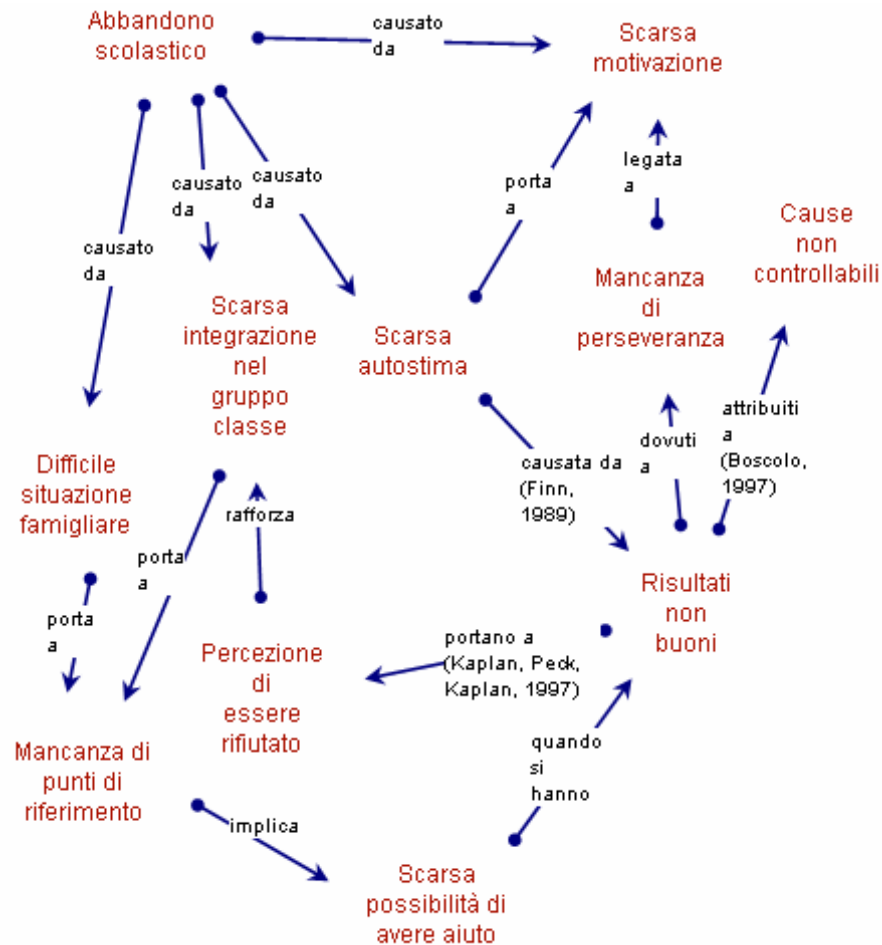 Abbandono
scolastico
causato
da
Scarsa
motivazione
causato
da
causato
da
causato
da
porta
a
legata
a
Cause
non
controllabili
Mancanza
di
perseveranza
Scarsa
integrazione
nel
gruppo
classe
Scarsa
autostima
Difficile
situazione
famigliare
causata da
(Finn,
1989)
dovuti
a
attribuiti
a
(Boscolo,
1997)
rafforza
porta
a
porta
a
Risultati
non
buoni
portano a
(Kaplan, Peck,
Kaplan, 1997)
Percezione
di
essere
rifiutato
Mancanza di
punti di
riferimento
quando
si
hanno
implica
Scarsa
possibilità di
avere aiuto